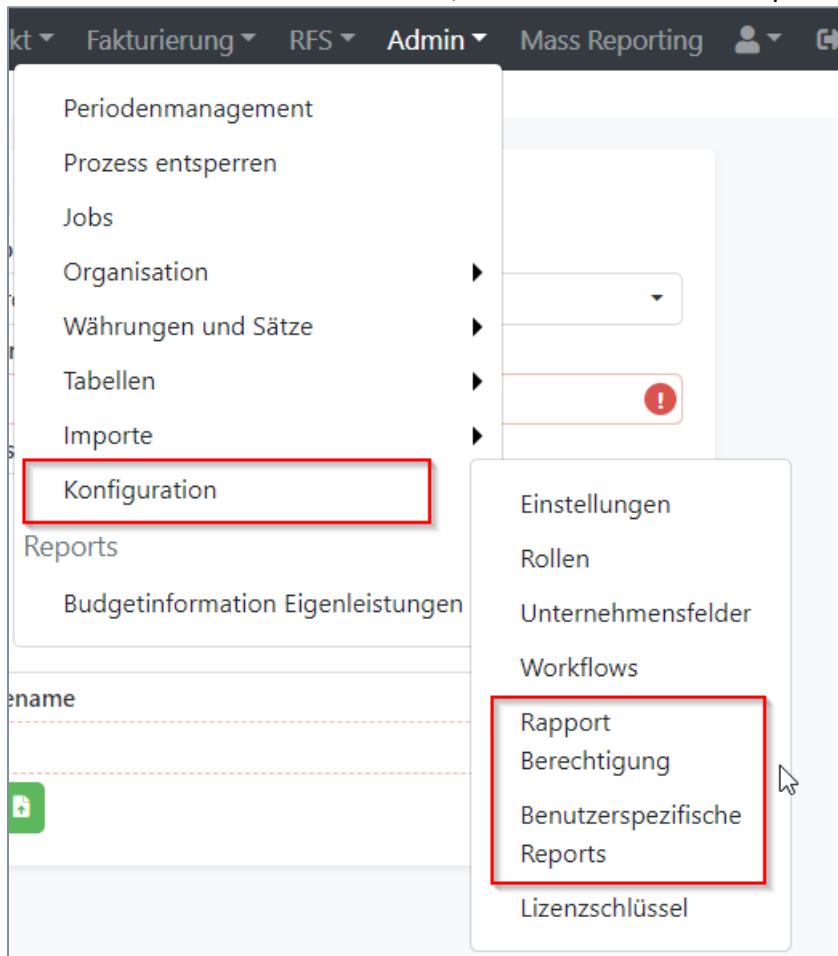 kt Fakturierung RFS Admin Mass Reporting
Periodenmanagement
Prozess entsperren
Jobs
Organisation
Währungen und Sätze
Tabellen
Importe
Konfiguration
Reports
Budgetinformation Eigenleistungen
Einstellungen
Rollen
Unternehmensfelder
Workflows
Rapport
Berechtigung
Benutzerspezifische
Reports
Lizenzschlüssel
ename